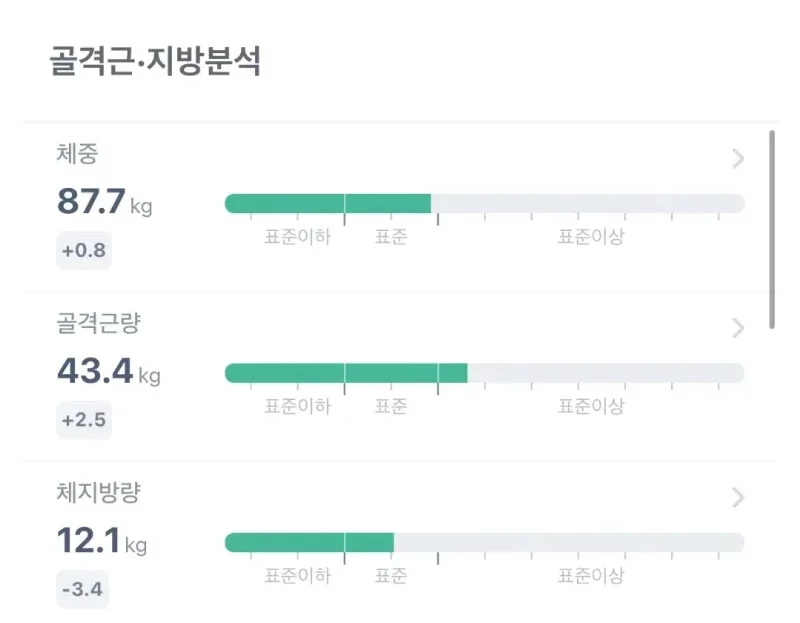 골격근·지방분석
체중
87.7 kg
+0.8
표준이하 표준 표준이상
골격근량
43.4 kg
+2.5
표준이하 표준 표준이상
체지방량
12.1 kg
-3.4
표준이하 표준 표준이상